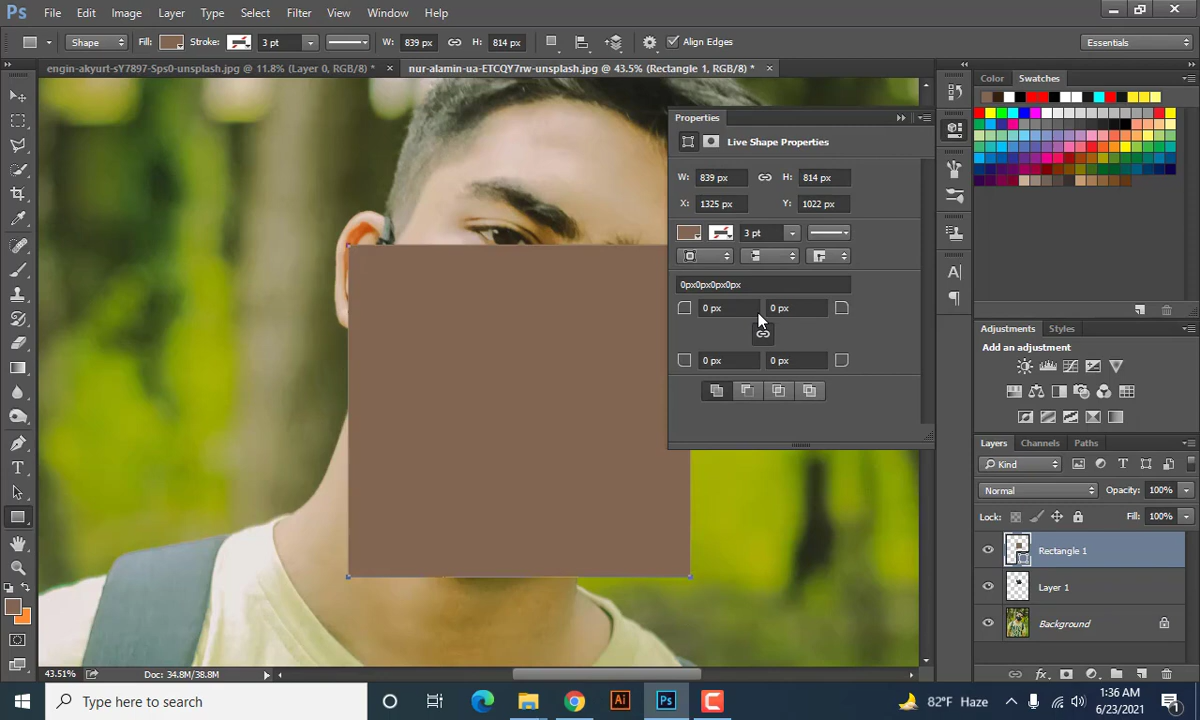 Ps File Edit Image Layer Type Select Filter View Window Help
Shape Fill: Stroke: 3 pt W: 839 px H: 814 px Align Edges Essentials
engin-akyurt-sY7897-Sps0-unsplash.jpg @ 11.8% (Layer 0, RGB/8) * × nur-alamin-ua-ETCQY7rw-unsplash.jpg @ 43.5% (Rectangle 1, RGB/8) * ×
Properties
Live Shape Properties
W: 839 px H: 814 px
X: 1325 px Y: 1022 px
3 pt
0px0px0px0px
0 px 0 px
0 px 0 px
Color Swatches
Adjustments Styles
Add an adjustment
Layers Channels Paths
Kind
Normal Opacity: 100%
Lock: Fill: 100%
Rectangle 1
Layer 1
Background
43.51% Doc: 34.8M/38.8M
Type here to search
Ai Ps
82°F Haze
1:36 AM
6/23/2021
1